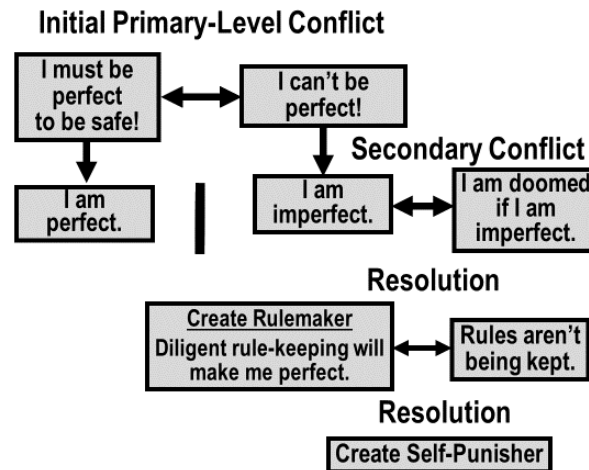 Initial Primary-Level Conflict
I must be
perfect
to be safe!
I can't be
perfect!
Secondary Conflict
I am
perfect.
I am
imperfect.
I am doomed
if I am
imperfect.
Resolution
Create Rulemaker
Diligent rule-keeping will
make me perfect.
Rules aren't
being kept.
Resolution
Create Self-Punisher